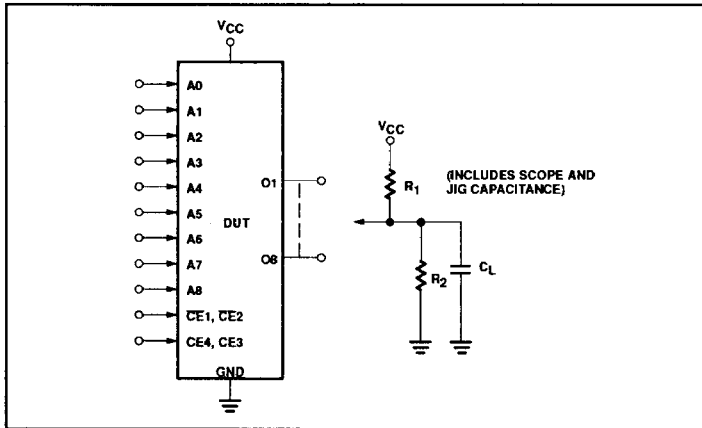 VCC
A0
A1
A2
A3
A4
A5
A6
A7
A8
CE1, CE2
CE4, CE3
DUT
O1
O8
GND
VCC
R1
(INCLUDES SCOPE AND
JIG CAPACITANCE)
R2
CL